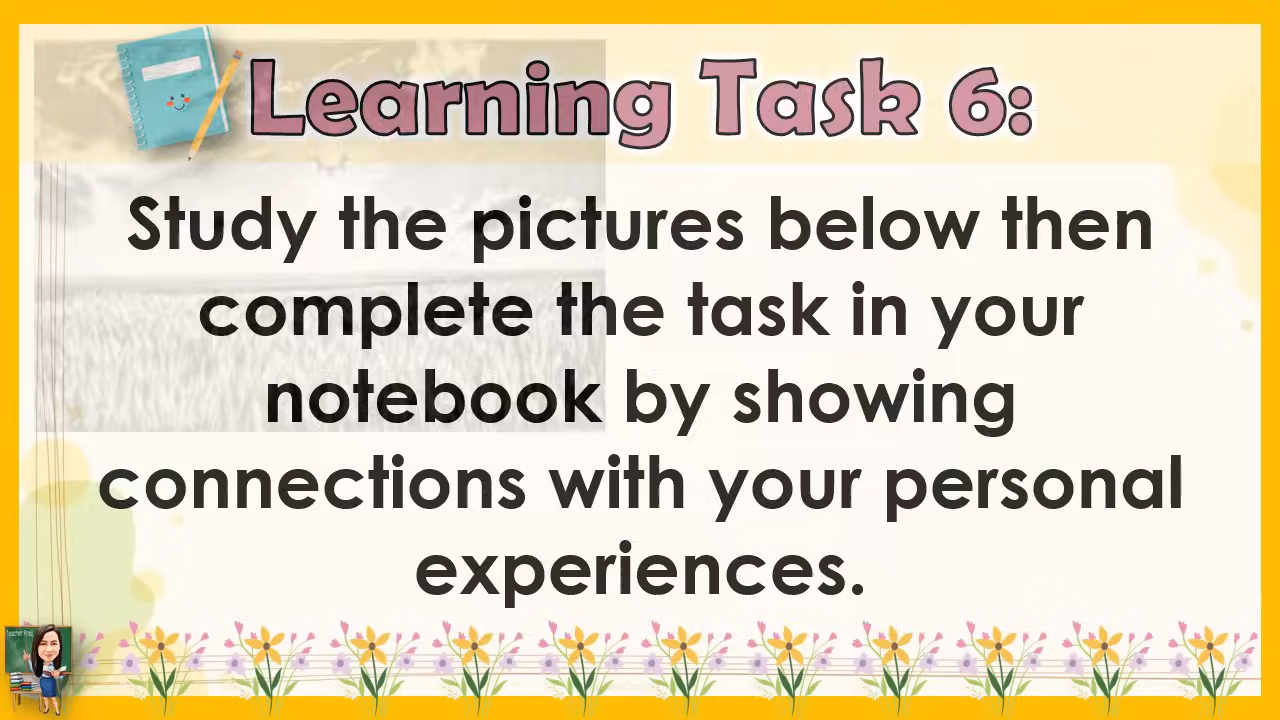 Learning Task 6:
Study the pictures below then
complete the task in your
notebook by showing
connections with your personal
experiences.